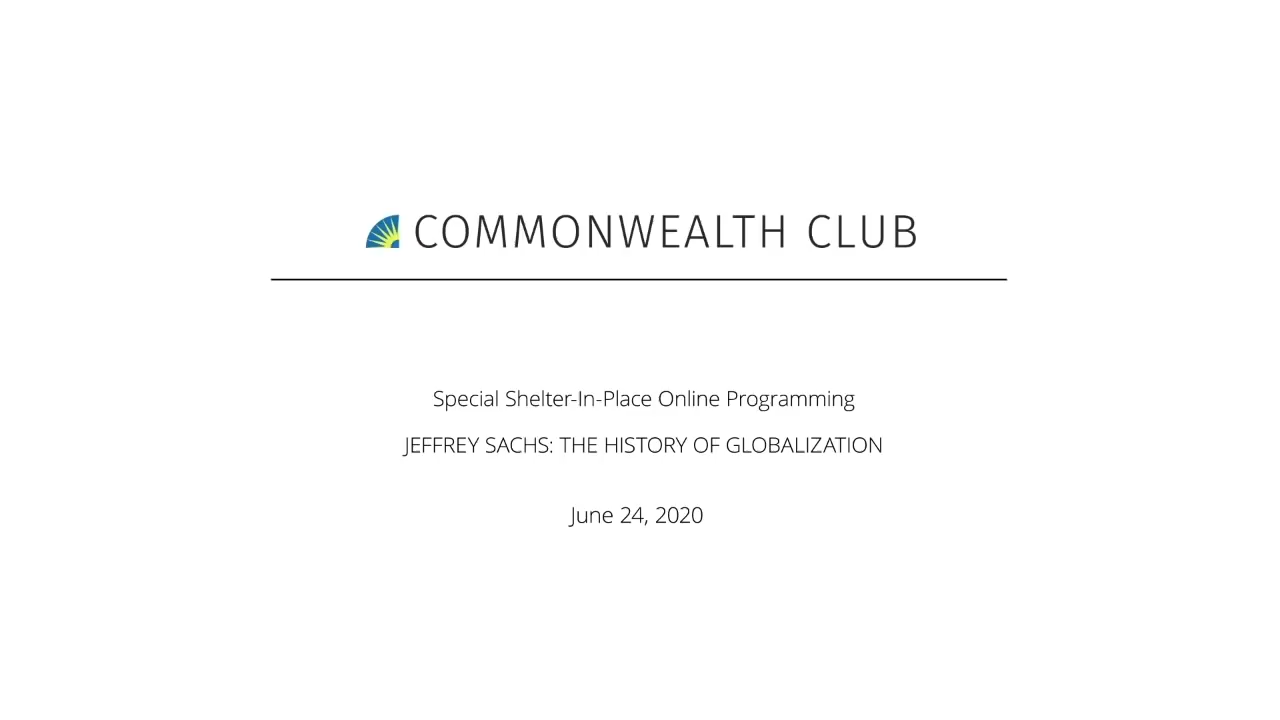 COMMONWEALTH CLUB
Special Shelter-In-Place Online Programming
JEFFREY SACHS: THE HISTORY OF GLOBALIZATION
June 24, 2020